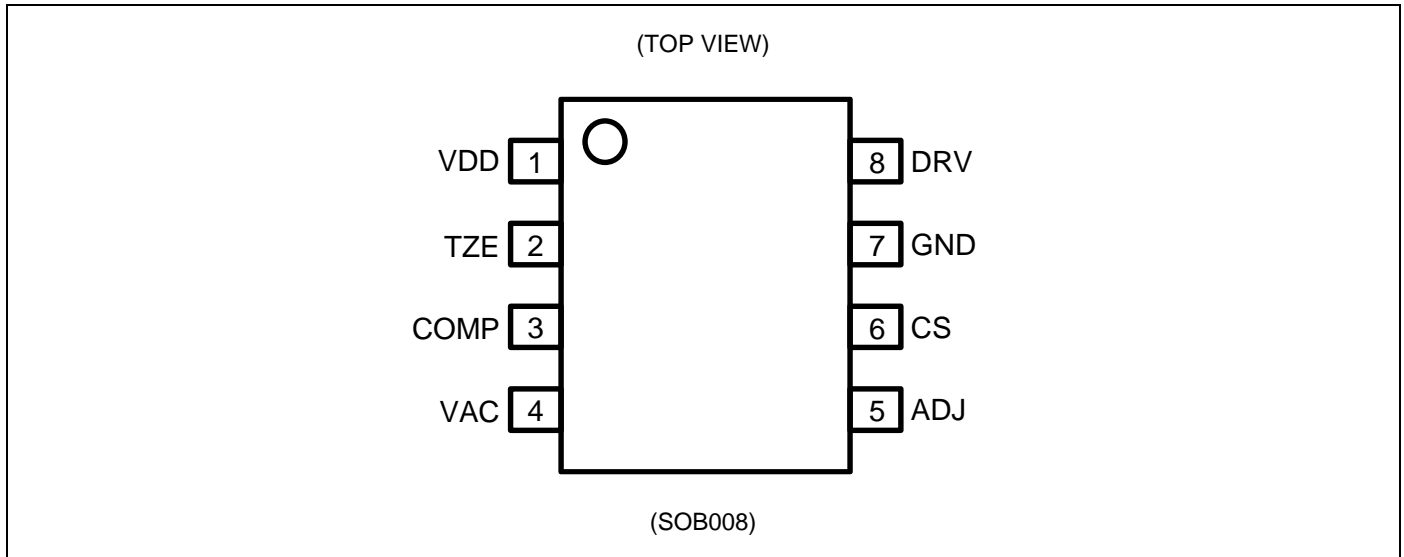 (TOP VIEW)
VDD 1 8 DRV
TZE 2 7 GND
COMP 3 6 CS
VAC 4 5 ADJ
(SOB008)